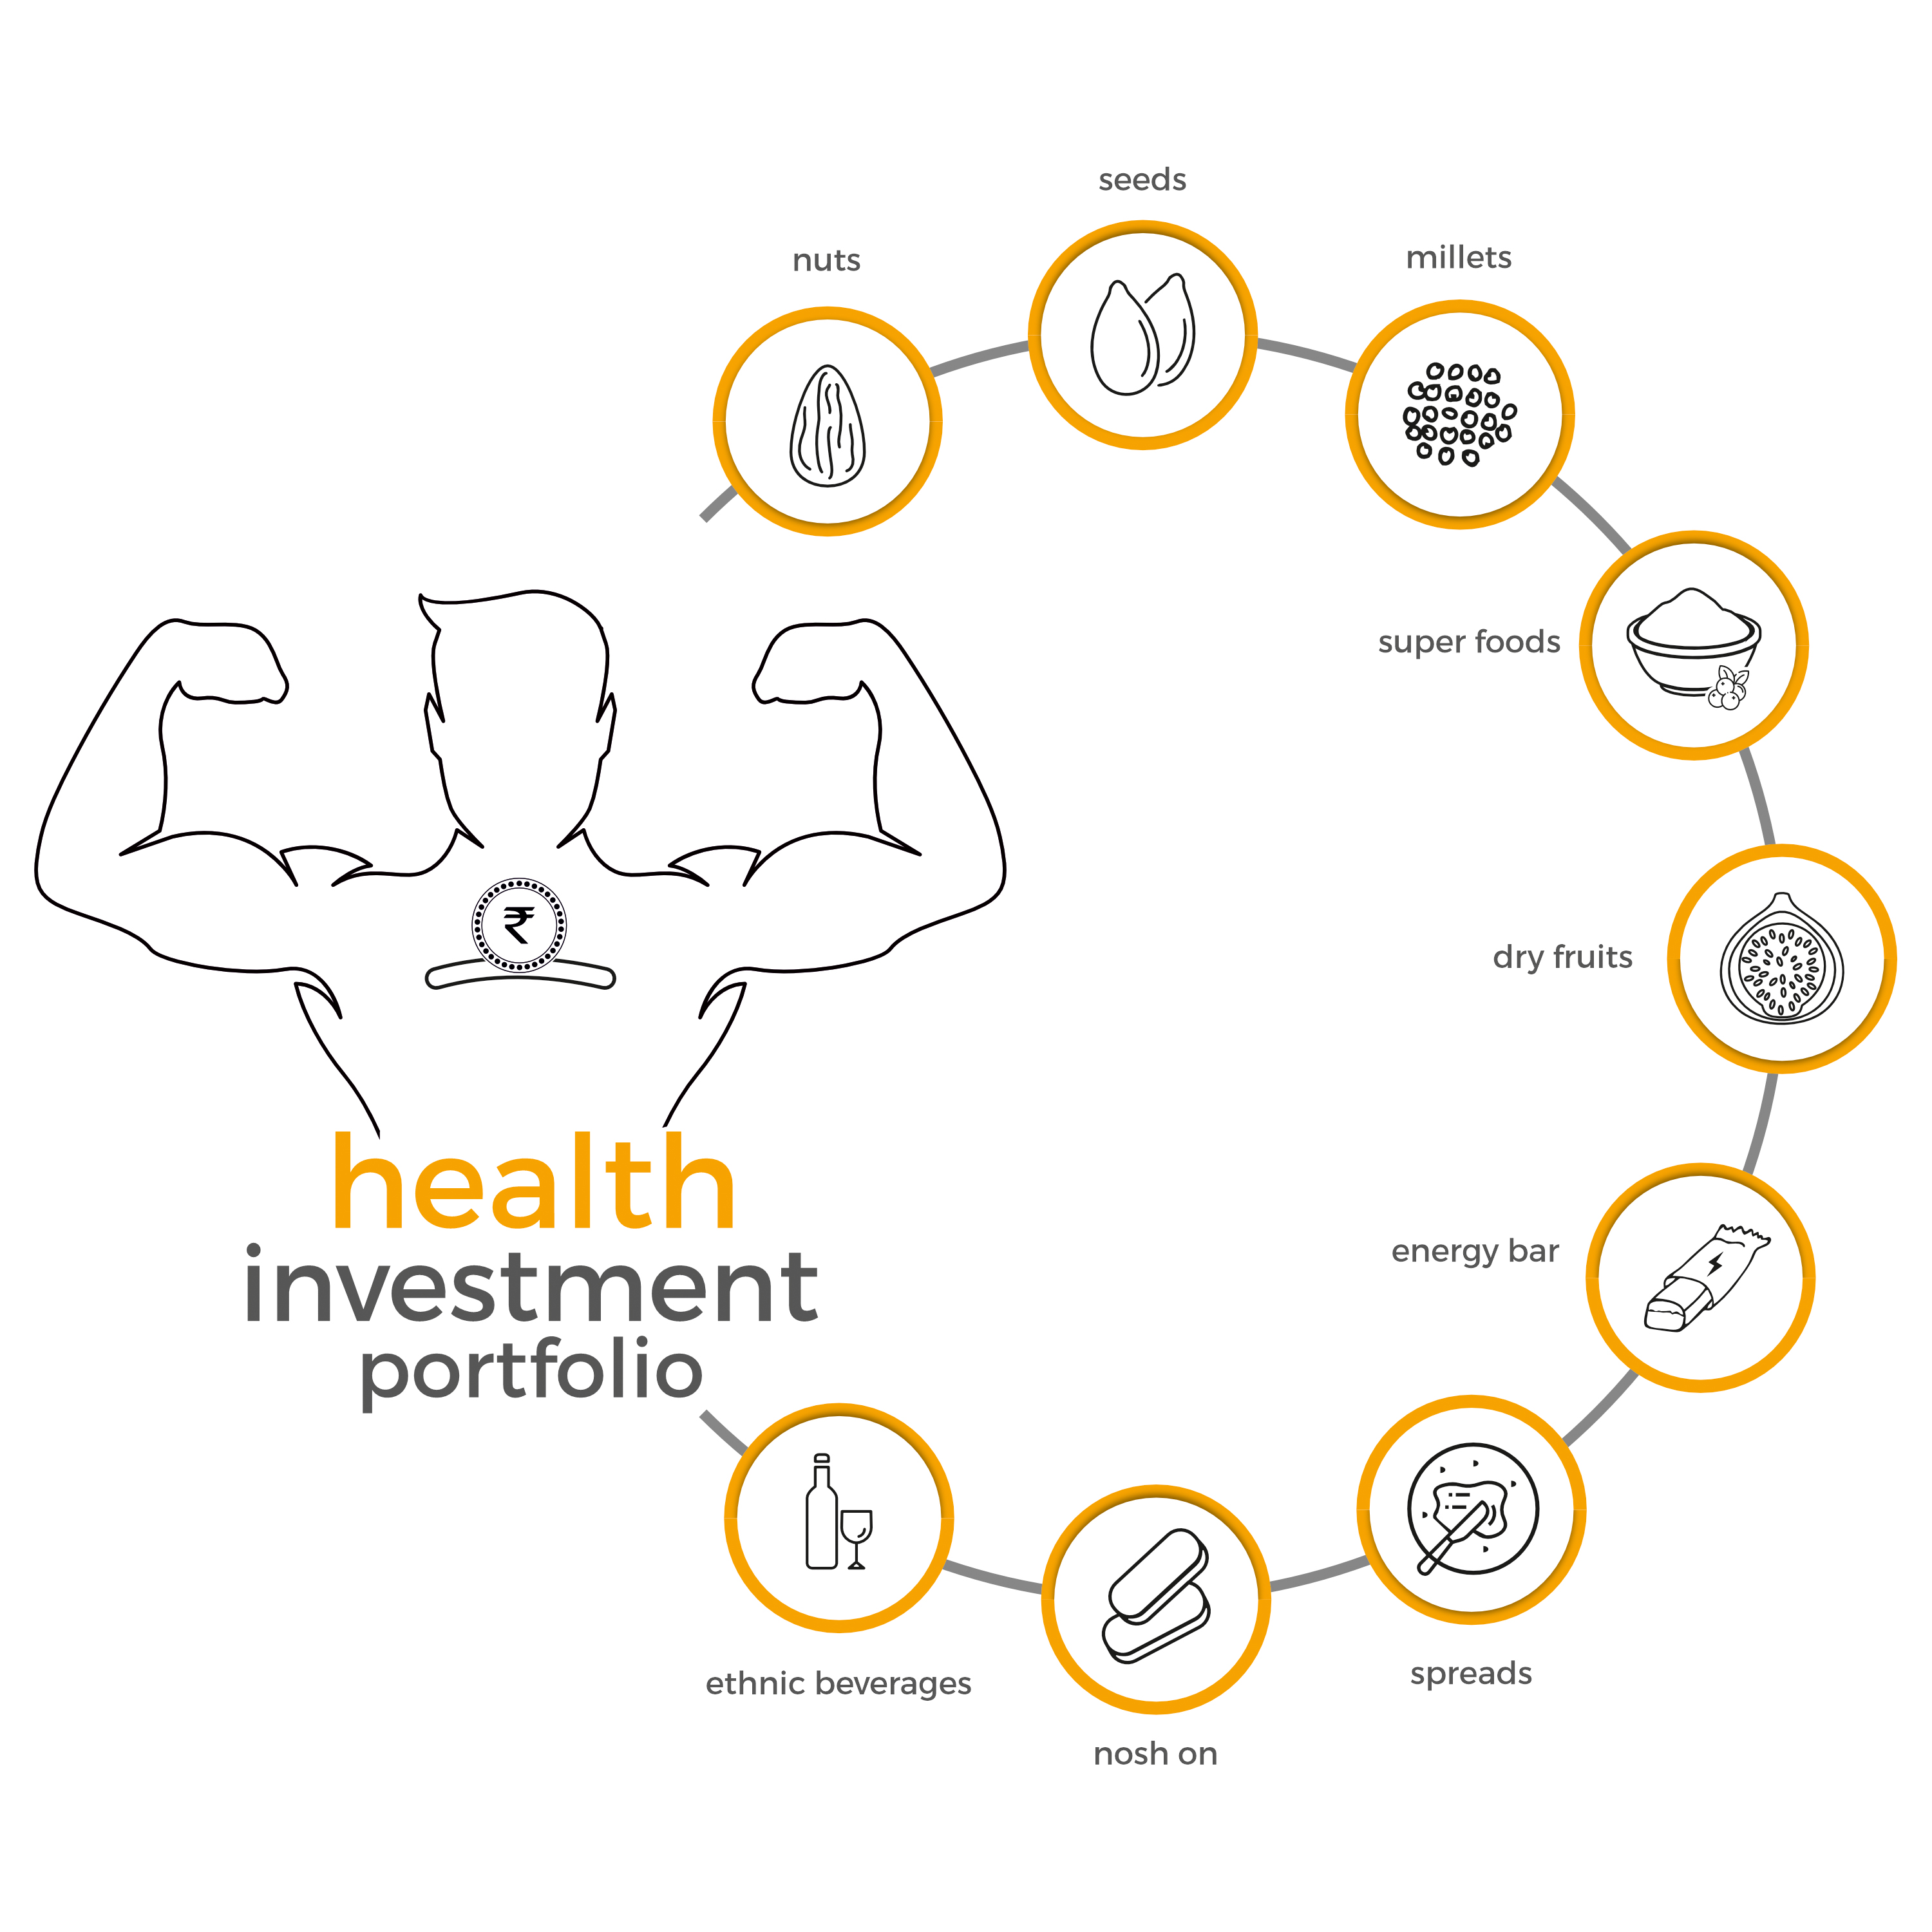 seeds
nuts
millets
super foods
dry fruits
energy bar
spreads
nosh on
ethnic beverages
₹
health
investment
portfolio